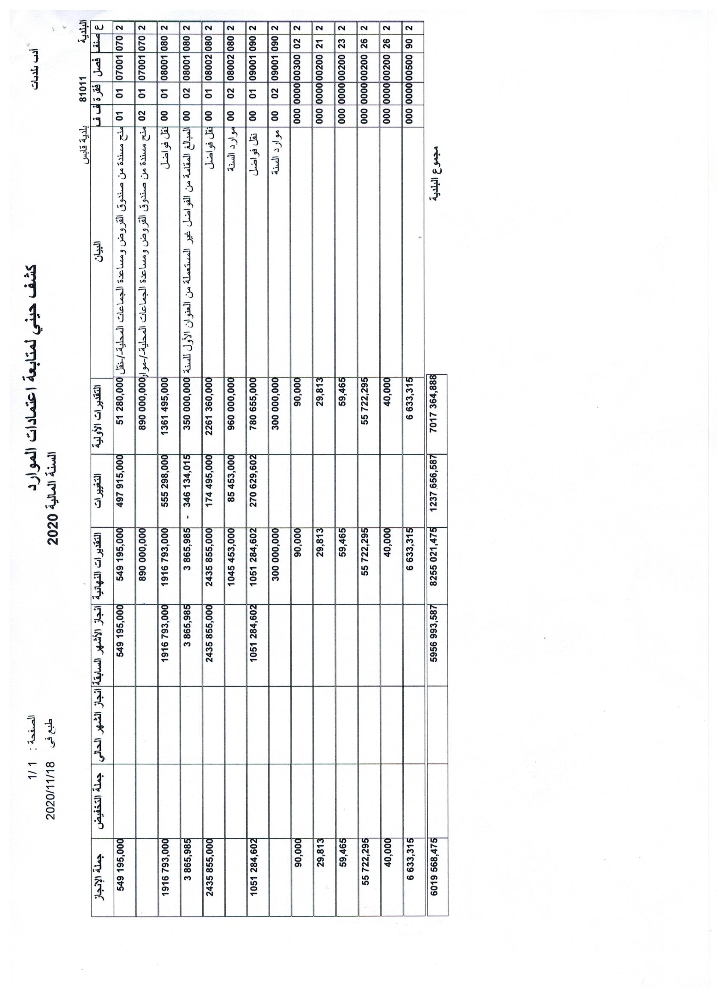 أدب بلديات
كشف حيني لمتابعة اعتمادات الموارد
الصفحة : 1/ 1
السنة المالية 2020
طبع فى 2020/11/18
البلدية 81011 بلدية قابس
ع صنف فصل فقرة ف ف البيان التقديرات الأولية التغييرات التقديرات النهائية انجاز الأشهر السابقة انجاز الشهر الحالي جملة التخفيض جملة الإنجاز
2 070 07001 01 01 منح مسندة من صندوق القروض ومساعدة الجماعات المحلية-/-نقل 51 280,000 497 915,000 549 195,000 549 195,000 549 195,000
2 070 07001 01 02 منح مسندة من صندوق القروض ومساعدة الجماعات المحلية-/-موار 890 000,000 890 000,000
2 080 08001 01 00 نقل فواضل 1361 495,000 555 298,000 1916 793,000 1916 793,000 1916 793,000
2 080 08001 02 00 المبالغ المقامة من الفواضل غير المستعملة من العنوان الأول للسنة 350 000,000 - 346 134,015 3 865,985 3 865,985 3 865,985
2 080 08002 01 00 نقل فواضل 2261 360,000 174 495,000 2435 855,000 2435 855,000 2435 855,000
2 080 08002 02 00 موارد السنة 960 000,000 85 453,000 1045 453,000
2 090 09001 01 00 نقل فواضل 780 655,000 270 629,602 1051 284,602 1051 284,602 1051 284,602
2 090 09001 02 00 موارد السنة 300 000,000 300 000,000
2 02 00300 0000 000 90,000 90,000 90,000
2 21 00200 0000 000 29,813 29,813 29,813
2 23 00200 0000 000 59,465 59,465 59,465
2 26 00200 0000 000 55 722,295 55 722,295 55 722,295
2 26 00200 0000 000 40,000 40,000 40,000
2 90 00500 0000 000 6 633,315 6 633,315 6 633,315
مجموع البلدية 7017 364,888 1237 656,587 8255 021,475 5956 993,587 6019 568,475